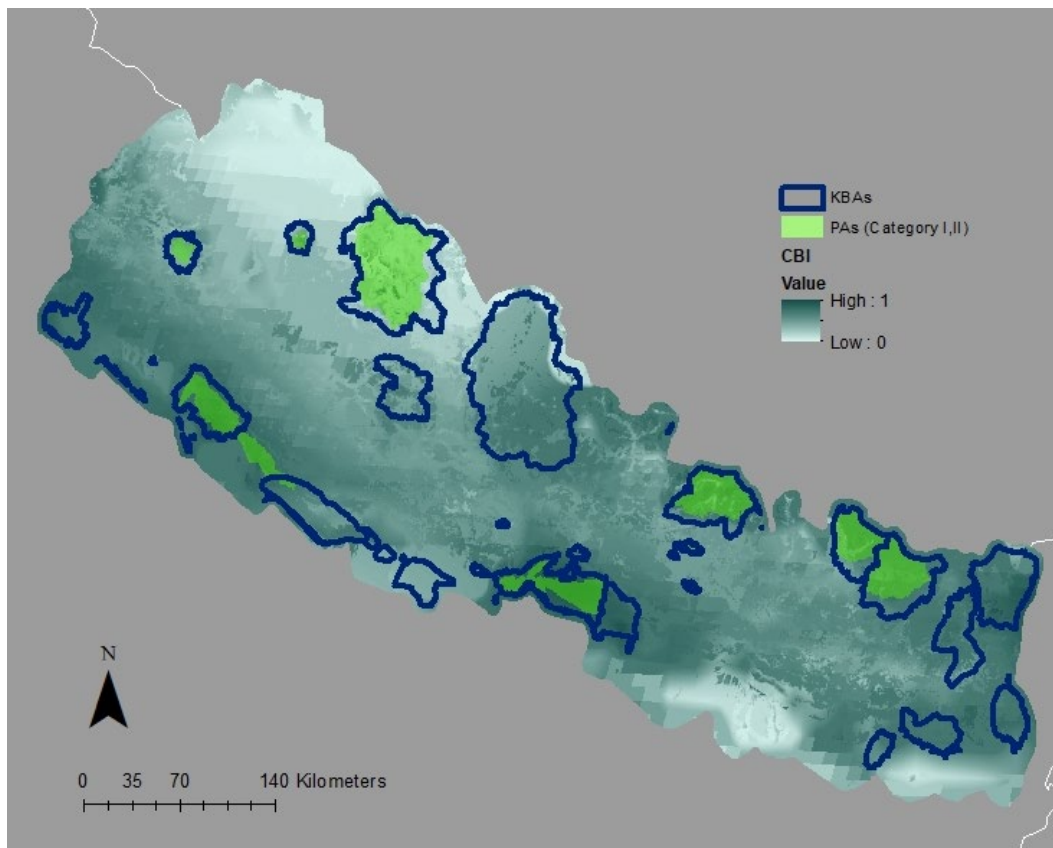 KBAs
PAs (Category I,II)
CBI
Value
High : 1
Low : 0
N
0 35 70 140 Kilometers